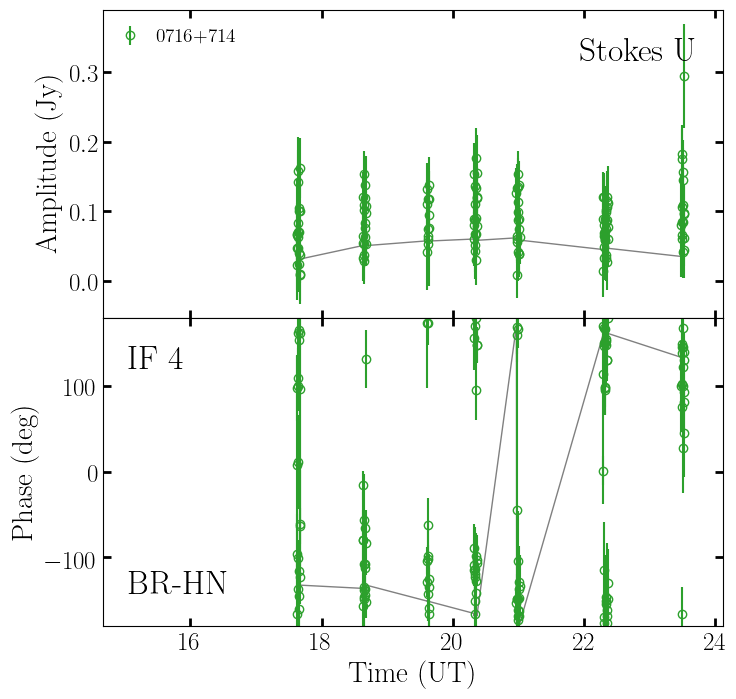 0716+714
Stokes U
Amplitude (Jy)
0.3
0.2
0.1
0.0
IF 4
BR-HN
Phase (deg)
100
0
−100
16 18 20 22 24
Time (UT)